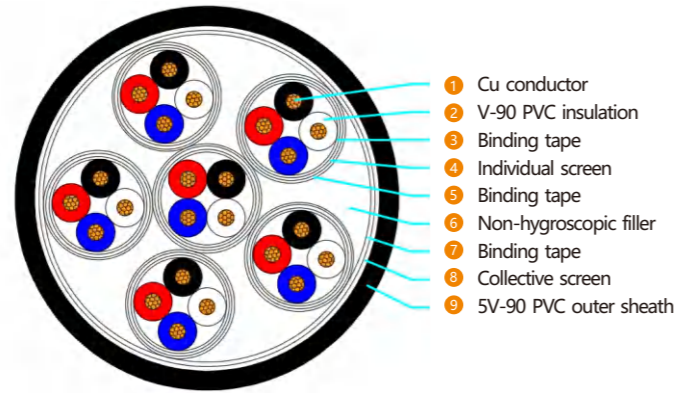 1 Cu conductor
2 V-90 PVC insulation
3 Binding tape
4 Individual screen
5 Binding tape
6 Non-hygroscopic filler
7 Binding tape
8 Collective screen
9 5V-90 PVC outer sheath